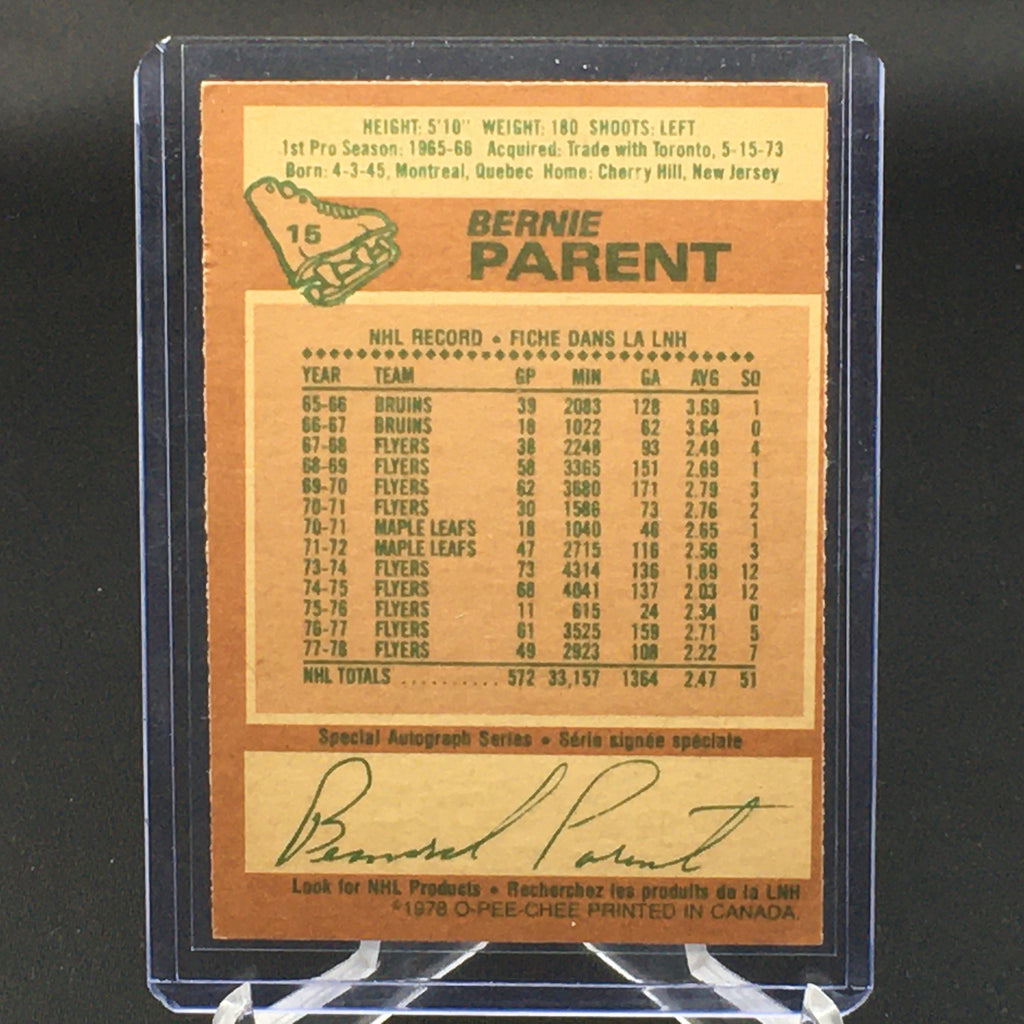 HEIGHT: 5'10" WEIGHT: 180 SHOOTS: LEFT
1st Pro Season: 1965-66 Acquired: Trade with Toronto, 5-15-73
Born: 4-3-45, Montreal, Quebec Home: Cherry Hill, New Jersey
15
BERNIE
PARENT
NHL RECORD • FICHE DANS LA LNH
YEAR TEAM GP MIN GA AVG SO
65-66 BRUINS 39 2083 128 3.69 1
66-67 BRUINS 18 1022 62 3.64 0
67-68 FLYERS 38 2248 93 2.49 4
68-69 FLYERS 58 3365 151 2.69 1
69-70 FLYERS 62 3680 171 2.79 3
70-71 FLYERS 30 1586 73 2.76 2
70-71 MAPLE LEAFS 18 1040 46 2.65 1
71-72 MAPLE LEAFS 47 2715 116 2.56 3
73-74 FLYERS 73 4314 136 1.89 12
74-75 FLYERS 68 4041 137 2.03 12
75-76 FLYERS 11 615 24 2.34 0
76-77 FLYERS 61 3525 159 2.71 5
77-78 FLYERS 49 2923 108 2.22 7
NHL TOTALS .......... 572 33,157 1364 2.47 51
Special Autograph Series • Série signée spéciale
Bernard Parent
Look for NHL Products • Recherchez les produits de la LNH
©1978 O-PEE-CHEE PRINTED IN CANADA.